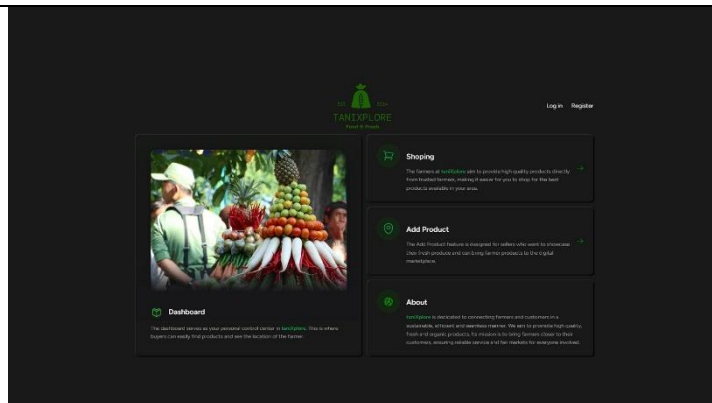 Log in Register
EST. 2024
TANIXPLORE
Food & Fresh
Shoping
The farmers at taniXplore aim to provide high quality products directly
from trusted farmers, making it easier for you to shop for the best
products available in your area.
Add Product
The Add Product feature is designed for sellers who want to showcase
their fresh produce and can bring farmer products to the digital
marketplace.
Dashboard
The dashboard serves as your personal control center in taniXplore. This is where
buyers can easily find products and see the location of the farmer.
About
taniXplore is dedicated to connecting farmers and customers in a
sustainable, efficient and seamless manner. We aim to promote high quality,
fresh and organic products. Its mission is to bring farmers closer to their
customers, ensuring reliable service and fair markets for everyone involved.